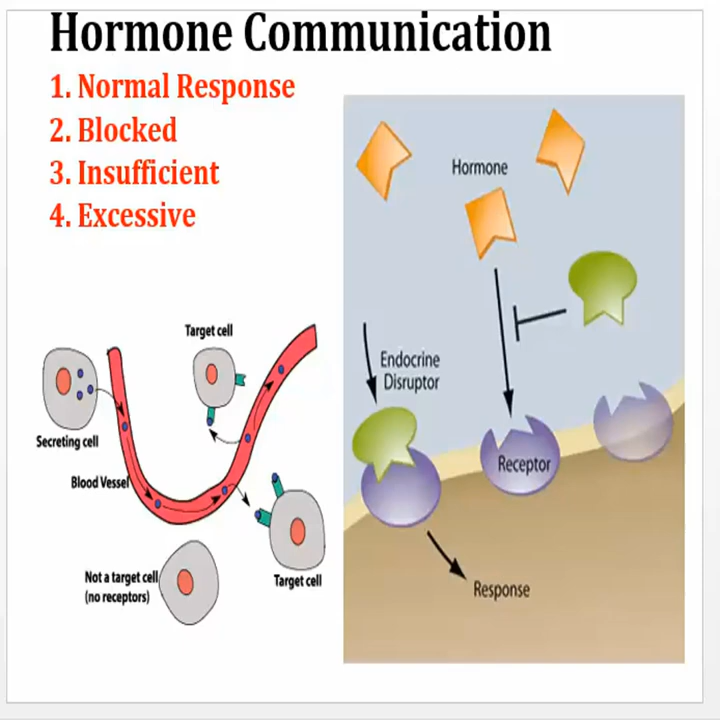 Hormone Communication
1. Normal Response
2. Blocked
3. Insufficient
4. Excessive
Hormone
Endocrine
Disruptor
Receptor
Response
Target cell
Secreting cell
Blood Vessel
Not a target cell
(no receptors)
Target cell